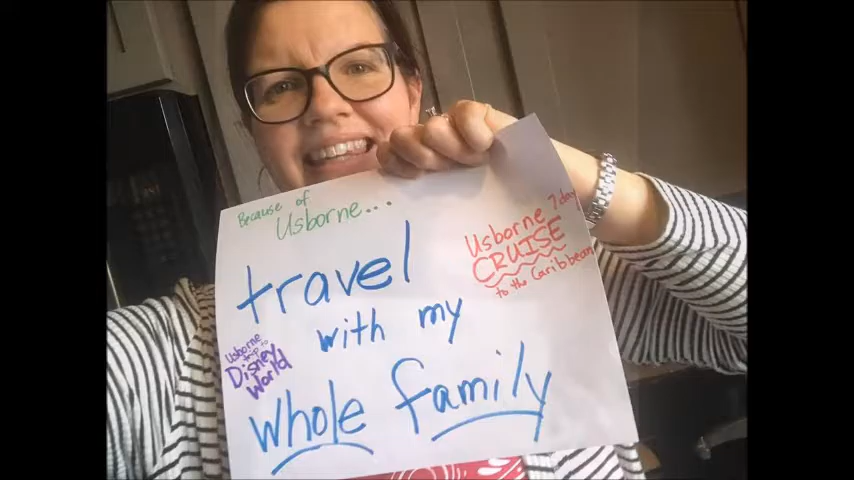 Because of
Usborne...
travel
with my
whole family
Usborne 7 day
CRUISE
to the Caribbean
Usborne
trip to
Disney
World